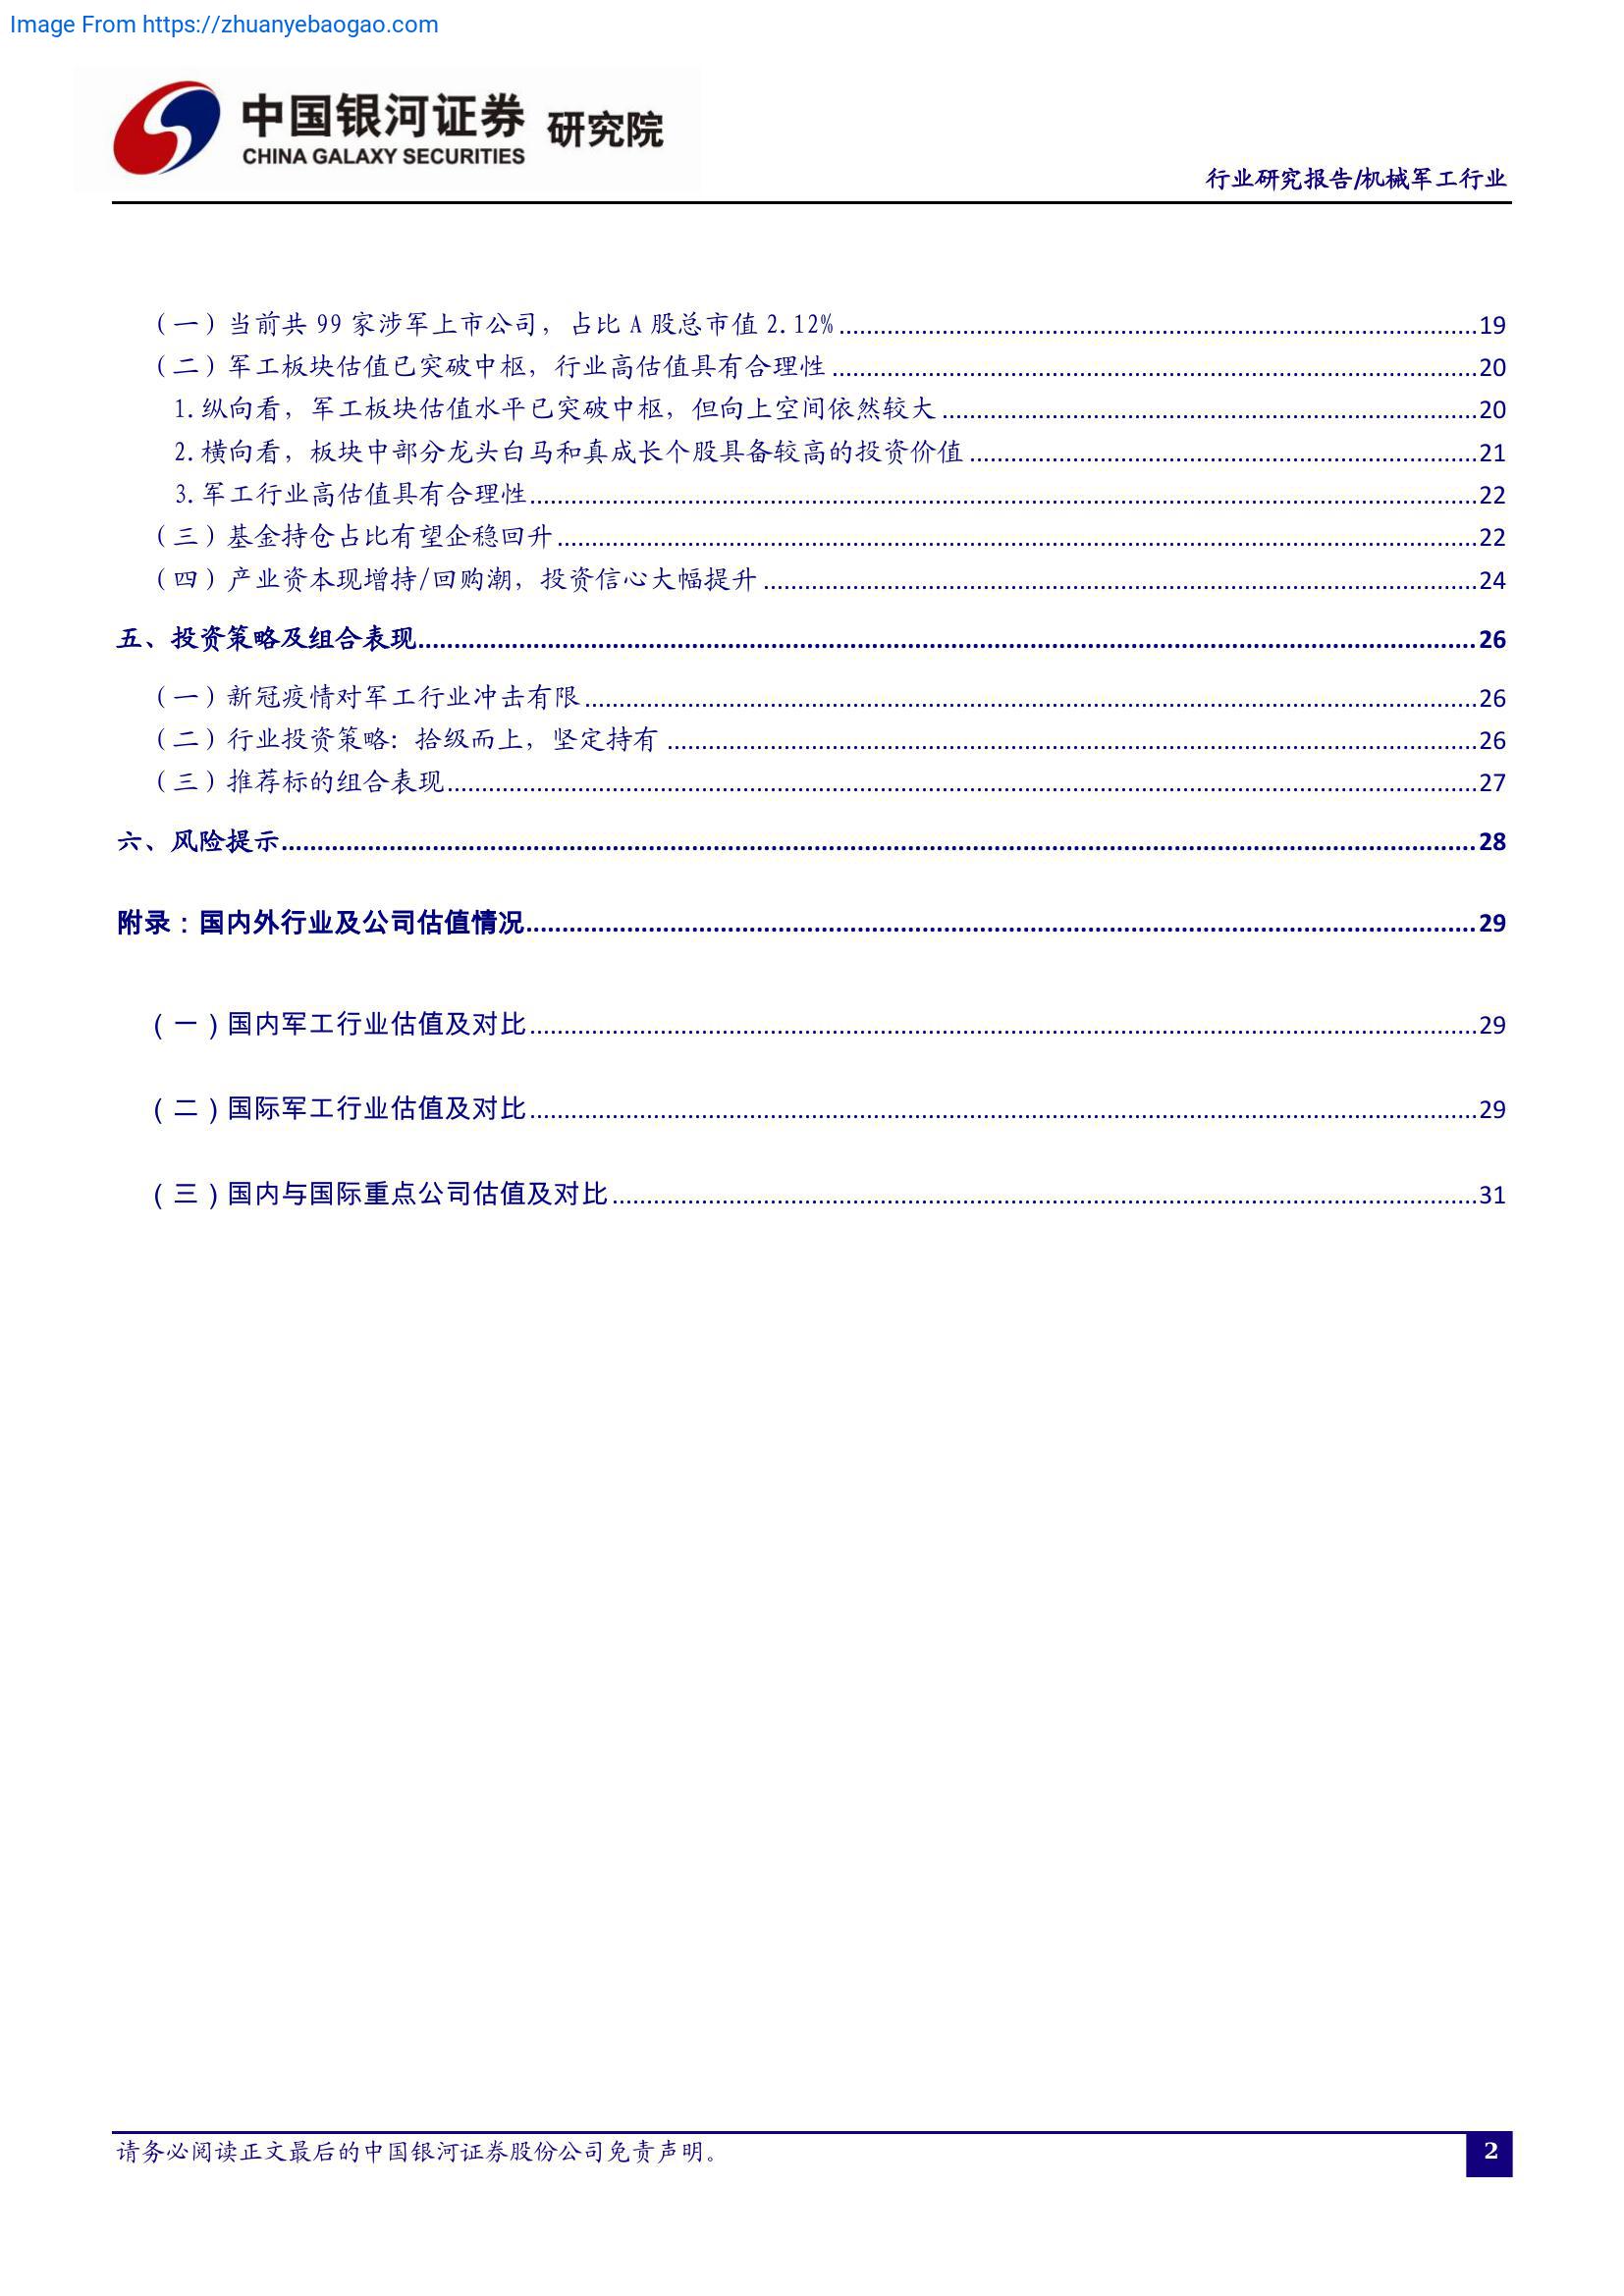 Image From https://zhuanyebaogao.com
中国银河证券 研究院
CHINA GALAXY SECURITIES
行业研究报告/机械军工行业
（一）当前共 99 家涉军上市公司，占比 A 股总市值 2.12%........19
（二）军工板块估值已突破中枢，行业高估值具有合理性........20
1.纵向看，军工板块估值水平已突破中枢，但向上空间依然较大........20
2.横向看，板块中部分龙头白马和真成长个股具备较高的投资价值........21
3.军工行业高估值具有合理性........22
（三）基金持仓占比有望企稳回升........22
（四）产业资本现增持/回购潮，投资信心大幅提升........24
五、投资策略及组合表现........26
（一）新冠疫情对军工行业冲击有限........26
（二）行业投资策略：拾级而上，坚定持有........26
（三）推荐标的组合表现........27
六、风险提示........28
附录：国内外行业及公司估值情况........29
（一）国内军工行业估值及对比........29
（二）国际军工行业估值及对比........29
（三）国内与国际重点公司估值及对比........31
请务必阅读正文最后的中国银河证券股份公司免责声明。
2